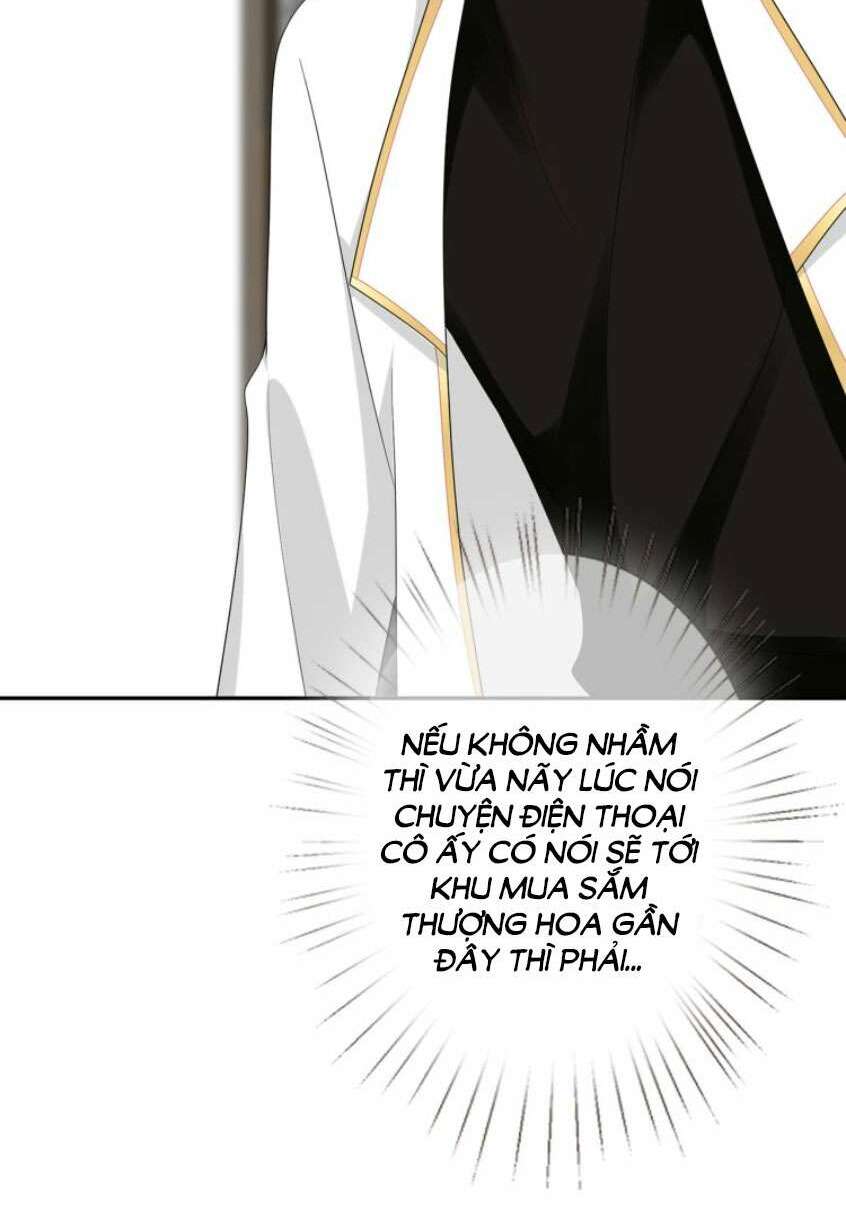 NẾU KHÔNG NHẦM
THÌ VỪA NÃY LÚC NÓI
CHUYỆN ĐIỆN THOẠI
CÔ ẤY CÓ NÓI SẼ TỚI
KHU MUA SẮM
THƯỢNG HOA GẦN
ĐÂY THÌ PHẢI...